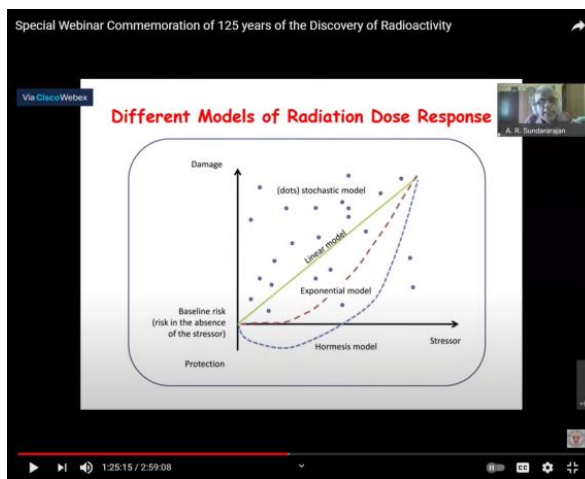 Special Webinar Commemoration of 125 years of the Discovery of Radioactivity
Via Cisco Webex
A. R. Sundararajan
Different Models of Radiation Dose Response
Damage
(dots) stochastic model
Linear model
Exponential model
Baseline risk
(risk in the absence
of the stressor)
Stressor
Hormesis model
Protection
1:25:15 / 2:59:08
CC